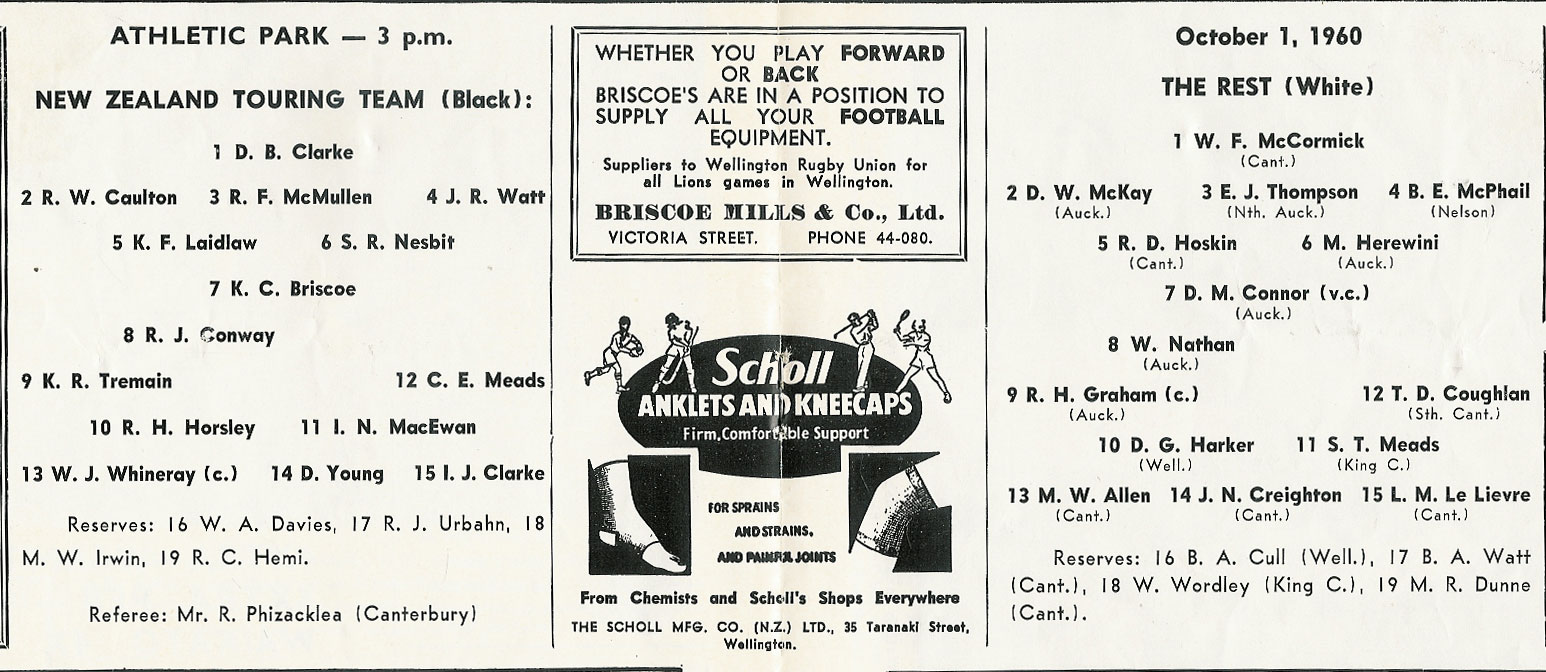 ATHLETIC PARK — 3 p.m.
NEW ZEALAND TOURING TEAM (Black):
1 D. B. Clarke
2 R. W. Caulton 3 R. F. McMullen 4 J. R. Watt
5 K. F. Laidlaw 6 S. R. Nesbit
7 K. C. Briscoe
8 R. J. Conway
9 K. R. Tremain 12 C. E. Meads
10 R. H. Horsley 11 I. N. MacEwan
13 W. J. Whineray (c.) 14 D. Young 15 I. J. Clarke
Reserves: 16 W. A. Davies, 17 R. J. Urbahn, 18
M. W. Irwin, 19 R. C. Hemi.
Referee: Mr. R. Phizacklea (Canterbury)
WHETHER YOU PLAY FORWARD
OR BACK
BRISCOE'S ARE IN A POSITION TO
SUPPLY ALL YOUR FOOTBALL
EQUIPMENT.
Suppliers to Wellington Rugby Union for
all Lions games in Wellington.
BRISCOE MILLS & Co., Ltd.
VICTORIA STREET. PHONE 44-080.
Scholl
ANKLETS AND KNEECAPS
Firm, Comfortable Support
FOR SPRAINS
AND STRAINS,
AND PAINFUL JOINTS
From Chemists and Scholl's Shops Everywhere
THE SCHOLL MFG. CO. (N.Z.) LTD., 35 Taranaki Street,
Wellington.
October 1, 1960
THE REST (White)
1 W. F. McCormick
(Cant.)
2 D. W. McKay 3 E. J. Thompson 4 B. E. McPhail
(Auck.) (Nth. Auck.) (Nelson)
5 R. D. Hoskin 6 M. Herewini
(Cant.) (Auck.)
7 D. M. Connor (v.c.)
(Auck.)
8 W. Nathan
(Auck.)
9 R. H. Graham (c.) 12 T. D. Coughlan
(Auck.) (Sth. Cant.)
10 D. G. Harker 11 S. T. Meads
(Well.) (King C.)
13 M. W. Allen 14 J. N. Creighton 15 L. M. Le Lievre
(Cant.) (Cant.) (Cant.)
Reserves: 16 B. A. Cull (Well.), 17 B. A. Watt
(Cant.), 18 W. Wordley (King C.), 19 M. R. Dunne
(Cant.).